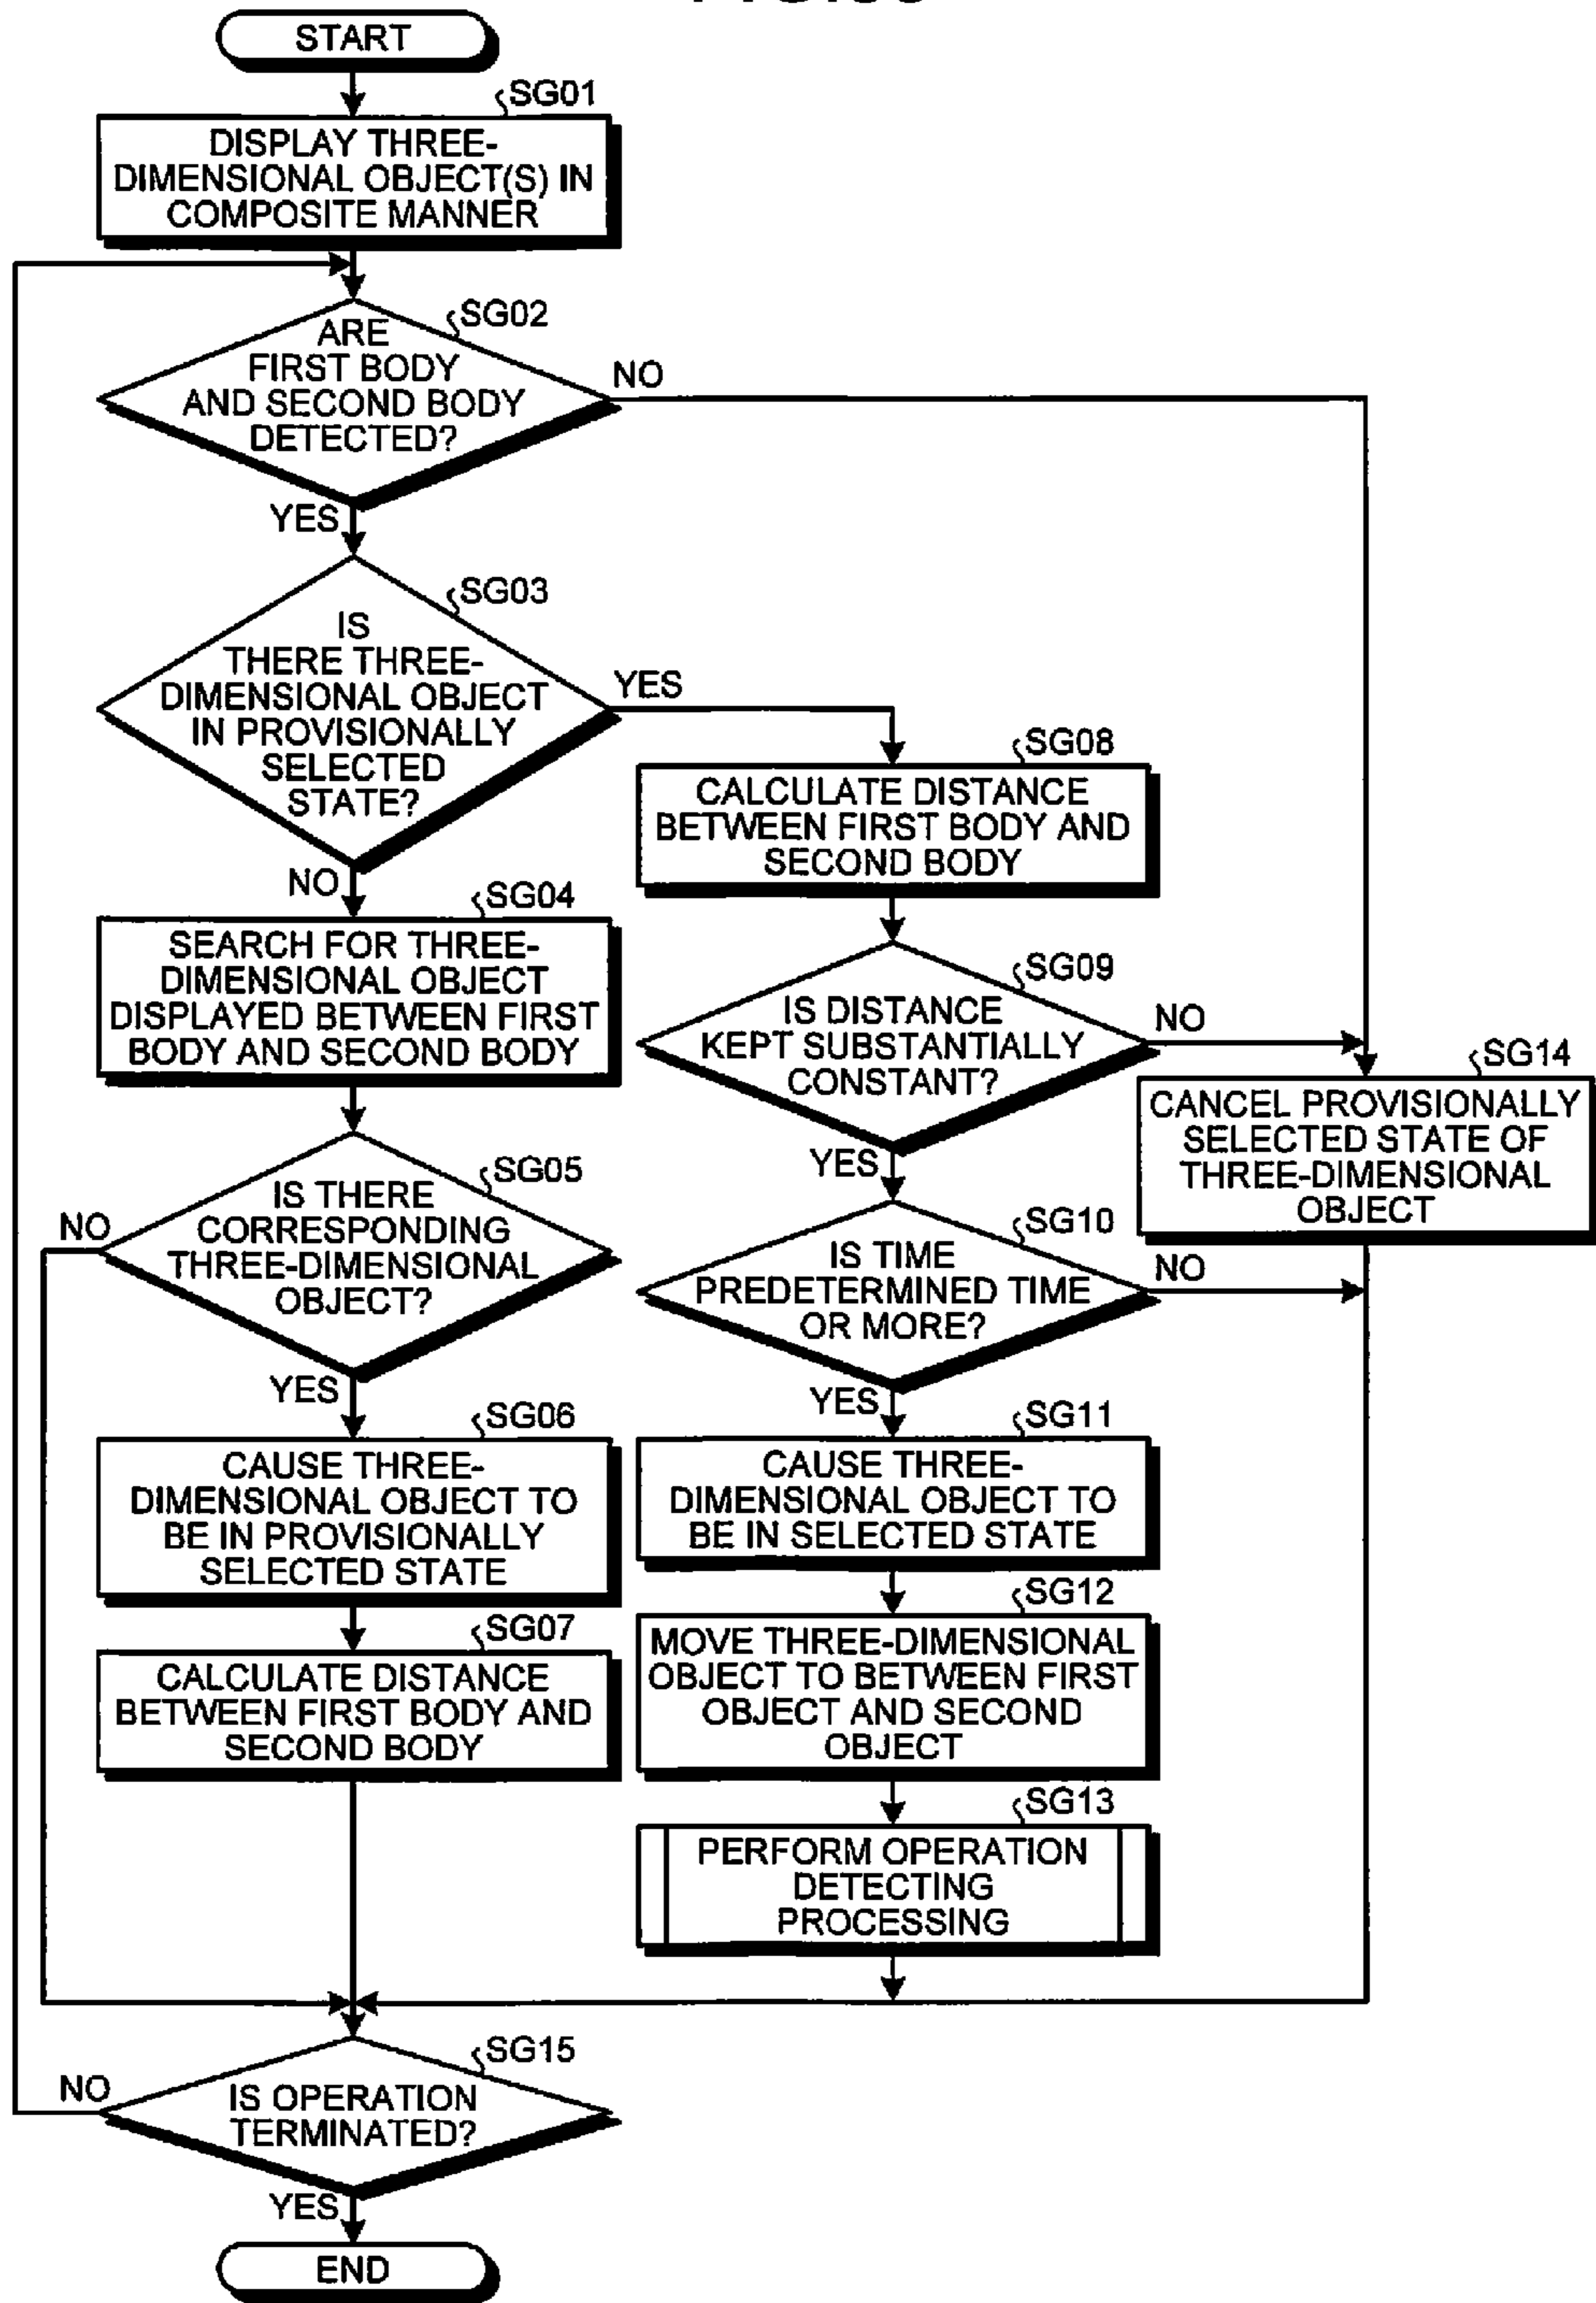 START
SG01
DISPLAY THREE-
DIMENSIONAL OBJECT(S) IN
COMPOSITE MANNER
SG02
ARE
FIRST BODY
AND SECOND BODY
DETECTED?
NO
YES
SG03
IS
THERE THREE-
DIMENSIONAL OBJECT
IN PROVISIONALLY
SELECTED
STATE?
YES
NO
SG04
SEARCH FOR THREE-
DIMENSIONAL OBJECT
DISPLAYED BETWEEN FIRST
BODY AND SECOND BODY
SG05
IS THERE
CORRESPONDING
THREE-DIMENSIONAL
OBJECT?
NO
YES
SG06
CAUSE THREE-
DIMENSIONAL OBJECT TO
BE IN PROVISIONALLY
SELECTED STATE
SG07
CALCULATE DISTANCE
BETWEEN FIRST BODY AND
SECOND BODY
SG08
CALCULATE DISTANCE
BETWEEN FIRST BODY AND
SECOND BODY
SG09
IS DISTANCE
KEPT SUBSTANTIALLY
CONSTANT?
NO
YES
SG10
IS TIME
PREDETERMINED TIME
OR MORE?
NO
YES
SG11
CAUSE THREE-
DIMENSIONAL OBJECT TO
BE IN SELECTED STATE
SG12
MOVE THREE-DIMENSIONAL
OBJECT TO BETWEEN FIRST
OBJECT AND SECOND
OBJECT
SG13
PERFORM OPERATION
DETECTING
PROCESSING
SG14
CANCEL PROVISIONALLY
SELECTED STATE OF
THREE-DIMENSIONAL
OBJECT
SG15
IS OPERATION
TERMINATED?
NO
YES
END